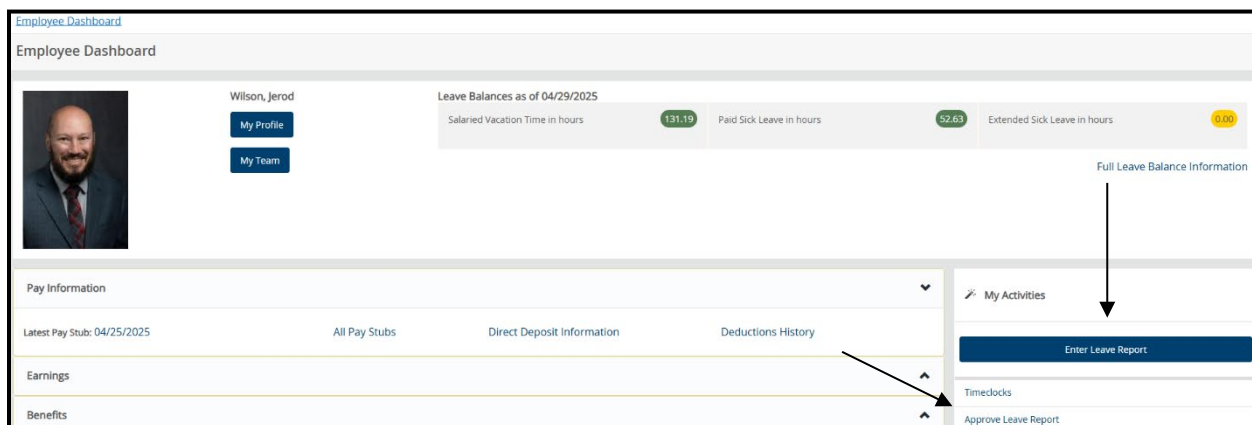 Employee Dashboard
Employee Dashboard
Wilson, Jerod
My Profile
My Team
Leave Balances as of 04/29/2025
Salaried Vacation Time in hours 131.19 Paid Sick Leave in hours 52.63 Extended Sick Leave in hours 0.00
Full Leave Balance Information
Pay Information
Latest Pay Stub: 04/25/2025 All Pay Stubs Direct Deposit Information Deductions History
Earnings
Benefits
My Activities
Enter Leave Report
Timeclocks
Approve Leave Report